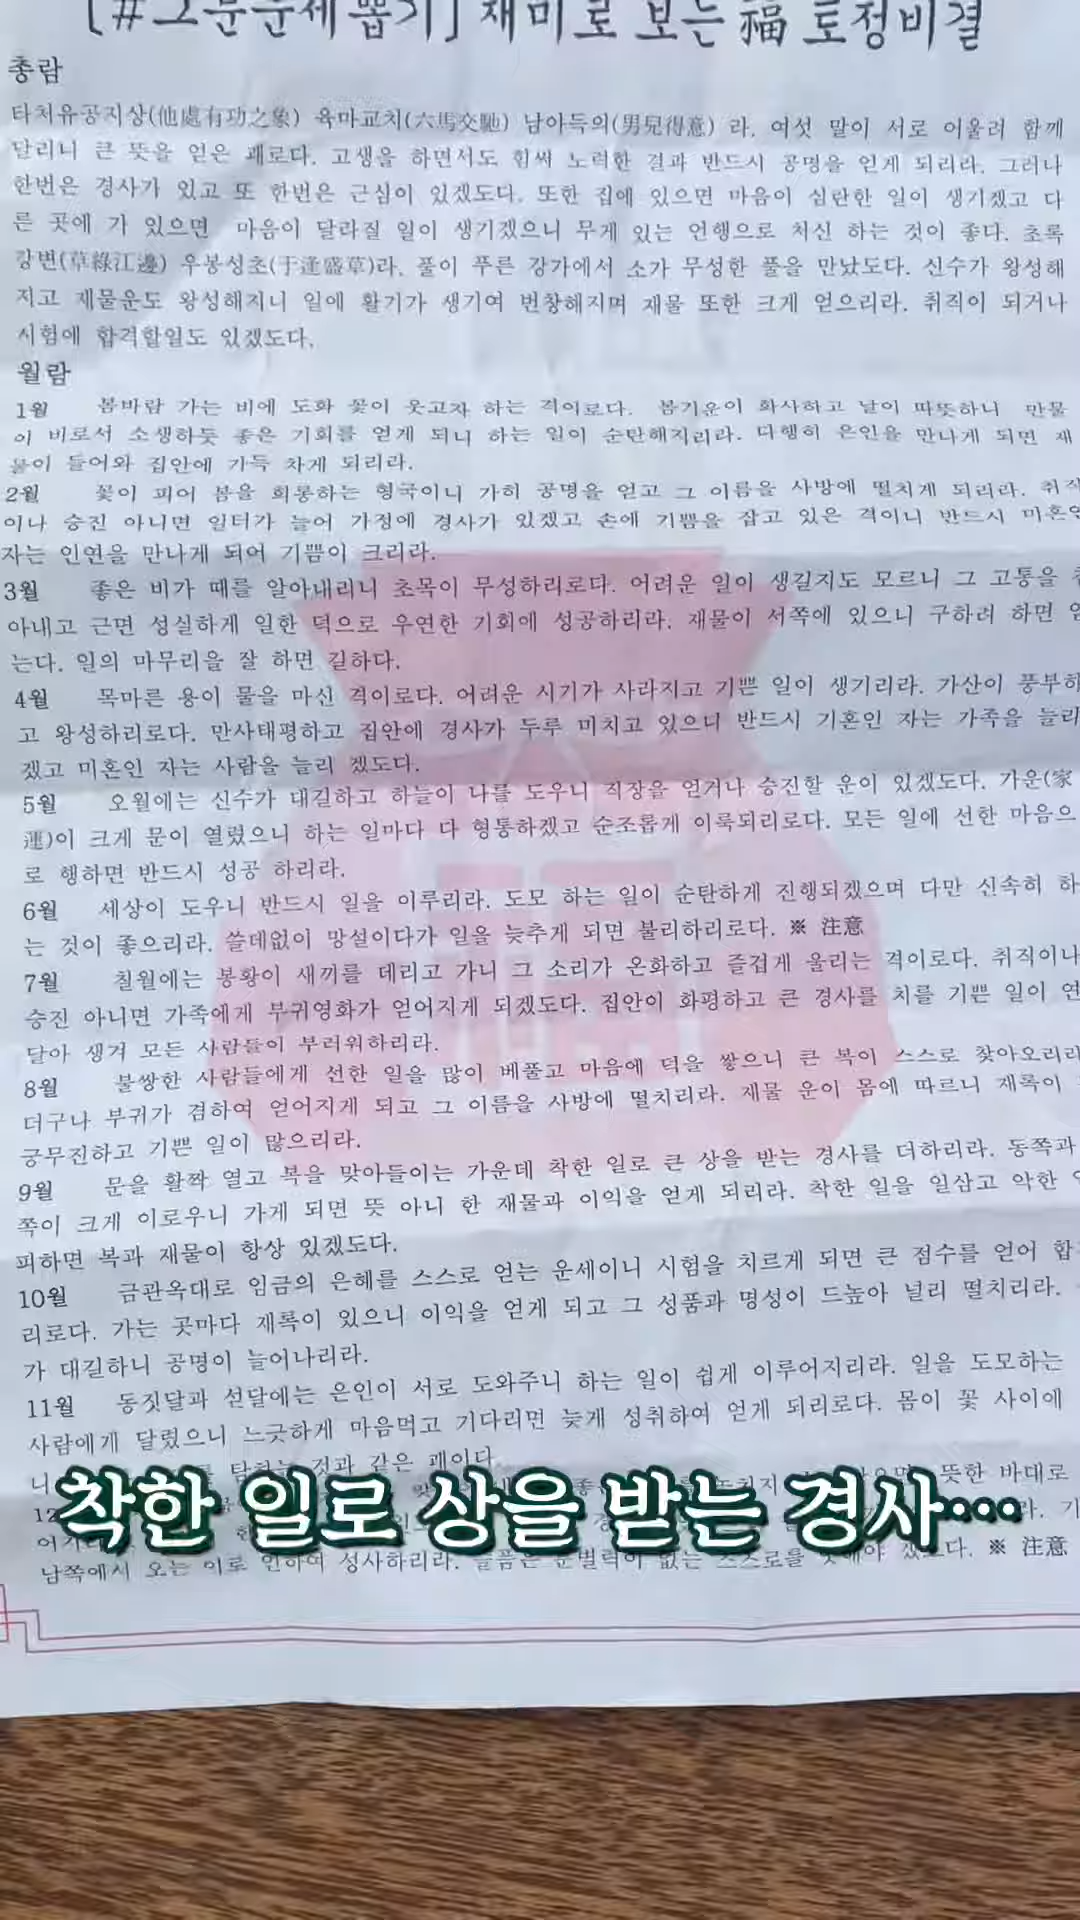 [#그문운세뽑기] 재미로 보는 福 토정비결
총람
타처유공지상(他處有功之象) 육마교치(六馬交馳) 남아득의(男兒得意) 라. 여섯 말이 서로 어울려 함께
달리니 큰 뜻을 얻은 괘로다. 고생을 하면서도 힘써 노력한 결과 반드시 공명을 얻게 되리라. 그러나
한번은 경사가 있고 또 한번은 근심이 있겠도다. 또한 집에 있으면 마음이 심란한 일이 생기겠고 다
른 곳에 가 있으면 마음이 달라질 일이 생기겠으니 무게 있는 언행으로 처신 하는 것이 좋다. 초록
강변(草綠江邊) 우봉성초(于逢盛草)라. 풀이 푸른 강가에서 소가 무성한 풀을 만났도다. 신수가 왕성해
지고 재물운도 왕성해지니 일에 활기가 생기여 번창해지며 재물 또한 크게 얻으리라. 취직이 되거나
시험에 합격할일도 있겠도다.
월람
1월 봄바람 가는 비에 도화 꽃이 웃고자 하는 격이로다. 봄기운이 화사하고 날이 따뜻하니 만물
이 비로서 소생하듯 좋은 기회를 얻게 되니 하는 일이 순탄해지리라. 다행히 은인을 만나게 되면 재
물이 들어와 집안에 가득 차게 되리라.
2월 꽃이 피어 봄을 희롱하는 형국이니 가히 공명을 얻고 그 이름을 사방에 떨치게 되리라. 취직
이나 승진 아니면 일터가 늘어 가정에 경사가 있겠고 손에 기쁨을 잡고 있은 격이니 반드시 미혼인
자는 인연을 만나게 되어 기쁨이 크리라.
3월 좋은 비가 때를 알아내리니 초목이 무성하리로다. 어려운 일이 생길지도 모르니 그 고통을
아내고 근면 성실하게 일한 덕으로 우연한 기회에 성공하리라. 재물이 서쪽에 있으니 구하려 하면
는다. 일의 마무리을 잘 하면 길하다.
4월 목마른 용이 물을 마신 격이로다. 어려운 시기가 사라지고 기쁜 일이 생기리라. 가산이 풍부하
고 왕성하리로다. 만사태평하고 집안에 경사가 두루 미치고 있으니 반드시 기혼인 자는 가족을 늘리
겠고 미혼인 자는 사람을 늘리 겠도다.
5월 오월에는 신수가 대길하고 하늘이 나를 도우니 직장을 얻거나 승진할 운이 있겠도다. 가운(家
運)이 크게 문이 열렸으니 하는 일마다 다 형통하겠고 순조롭게 이룩되리로다. 모든 일에 선한 마음으
로 행하면 반드시 성공 하리라.
6월 세상이 도우니 반드시 일을 이루리라. 도모 하는 일이 순탄하게 진행되겠으며 다만 신속히 하
는 것이 좋으리라. 쓸데없이 망설이다가 일을 늦추게 되면 불리하리로다. ※ 注意
7월 칠월에는 봉황이 새끼를 데리고 가니 그 소리가 온화하고 즐겁게 울리는 격이로다. 취직이나
승진 아니면 가족에게 부귀영화가 얻어지게 되겠도다. 집안이 화평하고 큰 경사를 치를 기쁜 일이 연
달아 생겨 모든 사람들이 부러워하리라.
8월 불쌍한 사람들에게 선한 일을 많이 베풀고 마음에 덕을 쌓으니 큰 복이 스스로 찾아오리라
더구나 부귀가 겸하여 얻어지게 되고 그 이름을 사방에 떨치리라. 재물 운이 몸에 따르니 재록이
궁무진하고 기쁜 일이 많으리라.
9월 문을 활짝 열고 복을 맞아들이는 가운데 착한 일로 큰 상을 받는 경사를 더하리라. 동쪽과
쪽이 크게 이로우니 가게 되면 뜻 아니 한 재물과 이익을 얻게 되리라. 착한 일을 일삼고 악한
피하면 복과 재물이 항상 있겠도다.
10월 금관옥대로 임금의 은혜를 스스로 얻는 운세이니 시험을 치르게 되면 큰 점수를 얻어 합
리로다. 가는 곳마다 재록이 있으니 이익을 얻게 되고 그 성품과 명성이 드높아 널리 떨치리라.
가 대길하니 공명이 늘어나리라.
11월 동짓달과 섣달에는 은인이 서로 도와주니 하는 일이 쉽게 이루어지리라. 일을 도모하는
사람에게 달렸으니 느긋하게 마음먹고 기다리면 늦게 성취하여 얻게 되리로다. 몸이 꽃 사이에
니 탐하는 것과 같은 괘이다.
착한 일로 상을 받는 경사…
뜻한 바대로
남쪽에서 오는 이로 인하여 성사하리라. ※ 注意